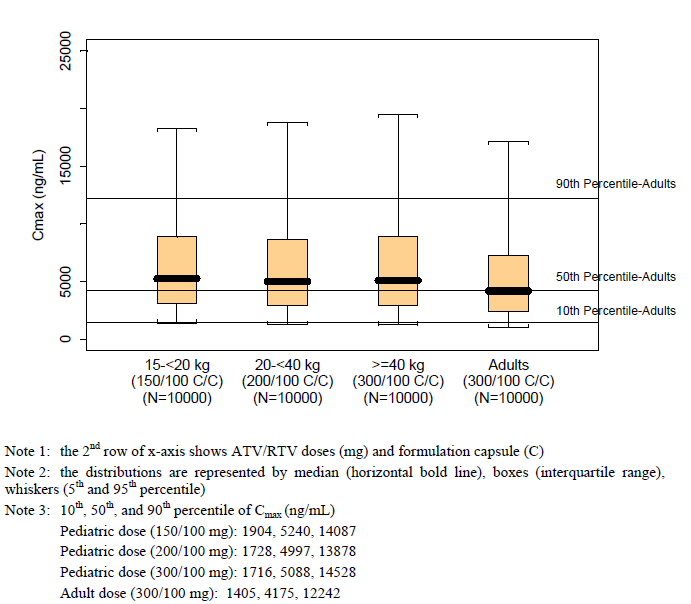 25000
15000
5000
0
Cmax (ng/mL)
90th Percentile-Adults
50th Percentile-Adults
10th Percentile-Adults
15-<20 kg 20-<40 kg >=40 kg Adults
(150/100 C/C) (200/100 C/C) (300/100 C/C) (300/100 C/C)
(N=10000) (N=10000) (N=10000) (N=10000)
Note 1: the 2nd row of x-axis shows ATV/RTV doses (mg) and formulation capsule (C)
Note 2: the distributions are represented by median (horizontal bold line), boxes (interquartile range),
whiskers (5th and 95th percentile)
Note 3: 10th, 50th, and 90th percentile of Cmax (ng/mL)
Pediatric dose (150/100 mg): 1904, 5240, 14087
Pediatric dose (200/100 mg): 1728, 4997, 13878
Pediatric dose (300/100 mg): 1716, 5088, 14528
Adult dose (300/100 mg): 1405, 4175, 12242